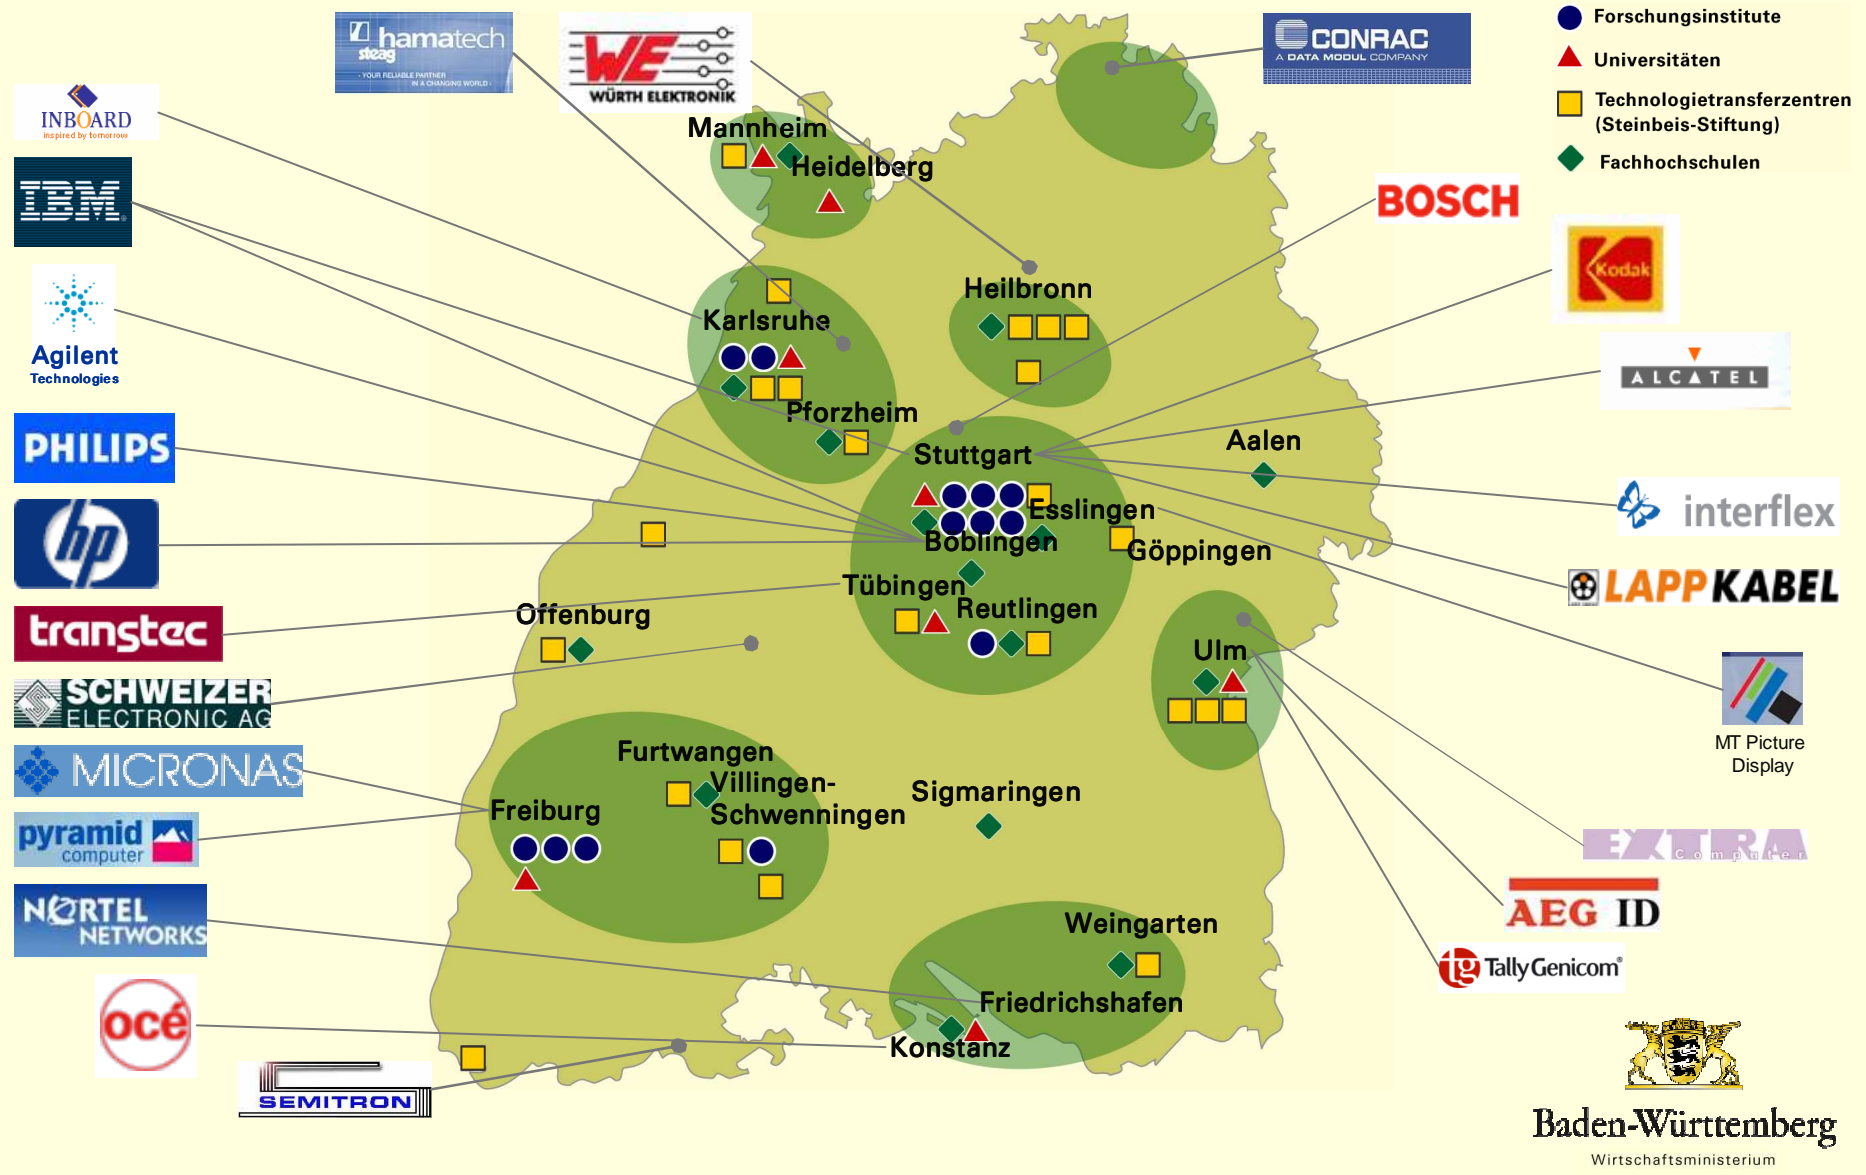 hamatech
steag
- YOUR RELIABLE PARTNER
IN A CHANGING WORLD -
WE
WÜRTH ELEKTRONIK
CONRAC
A DATA MODUL COMPANY
Forschungsinstitute
Universitäten
Technologietransferzentren
(Steinbeis-Stiftung)
Fachhochschulen
INBOARD
inspired by tomorrow
IBM
Agilent
Technologies
PHILIPS
hp
transtec
SCHWEIZER
ELECTRONIC AG
MICRONAS
pyramid
computer
NORTEL
NETWORKS
océ
SEMITRON
Mannheim
Heidelberg
Heilbronn
Karlsruhe
Pforzheim
Stuttgart
Aalen
Esslingen
Böblingen
Göppingen
Tübingen
Reutlingen
Offenburg
Ulm
Furtwangen
Villingen-
Schwenningen
Freiburg
Sigmaringen
Weingarten
Friedrichshafen
Konstanz
BOSCH
Kodak
ALCATEL
interflex
LAPP KABEL
MT Picture
Display
EXTRA
Computer
AEG ID
tg TallyGenicom®
Baden-Württemberg
Wirtschaftsministerium